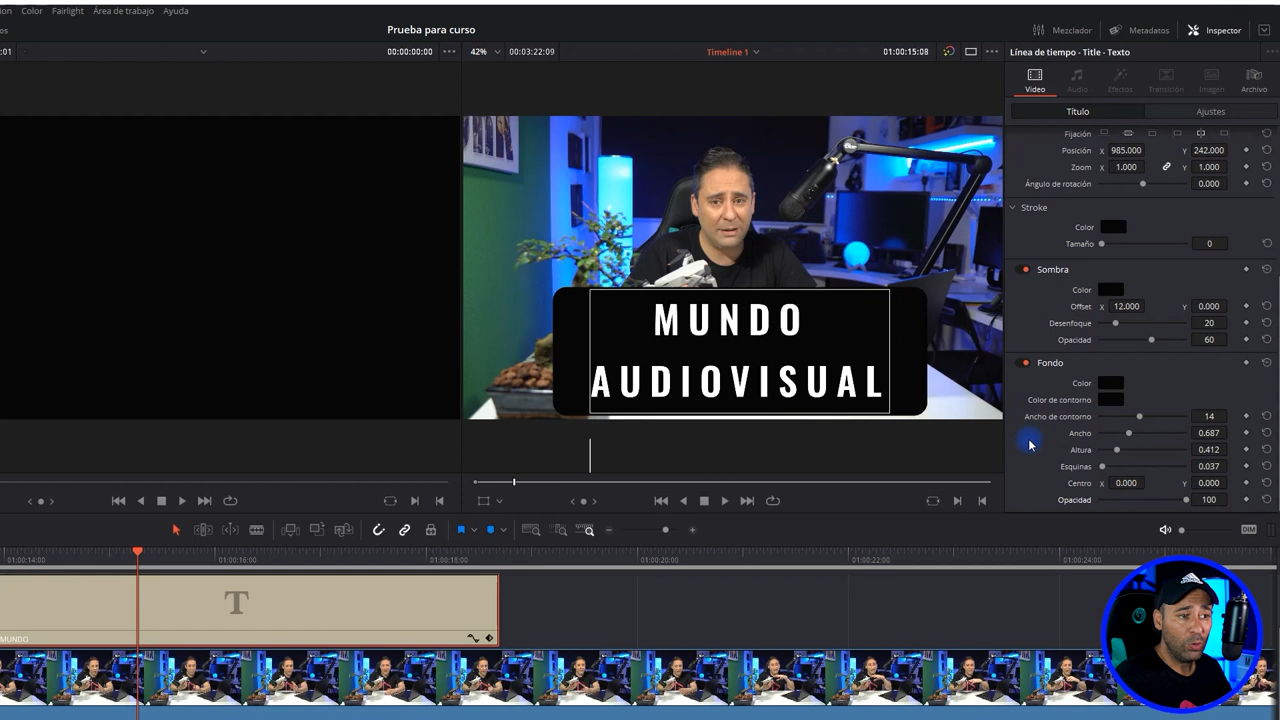 ion Color Fairlight Área de trabajo Ayuda
os Prueba para curso Mezclador Metadatos Inspector
:01 00:00:00:00 42% 00:03:22:09 Timeline 1 01:00:15:08 Línea de tiempo - Title - Texto
Video Audio Efectos Transición Imagen Archivo
Título Ajustes
Fijación
Posición X 985.000 Y 242.000
Zoom X 1.000 Y 1.000
Ángulo de rotación 0.000
Stroke
Color
Tamaño 0
Sombra
Color
Offset X 12.000 Y 0.000
Desenfoque 20
Opacidad 60
Fondo
Color
Color de contorno
Ancho de contorno 14
Ancho 0.687
Altura 0.412
Esquinas 0.037
Centro X 0.000 Y 0.000
Opacidad 100
MUNDO
AUDIOVISUAL
DIM
01:00:14:00 01:00:16:00 01:00:18:00 01:00:20:00 01:00:22:00 01:00:24:00
T
MUNDO